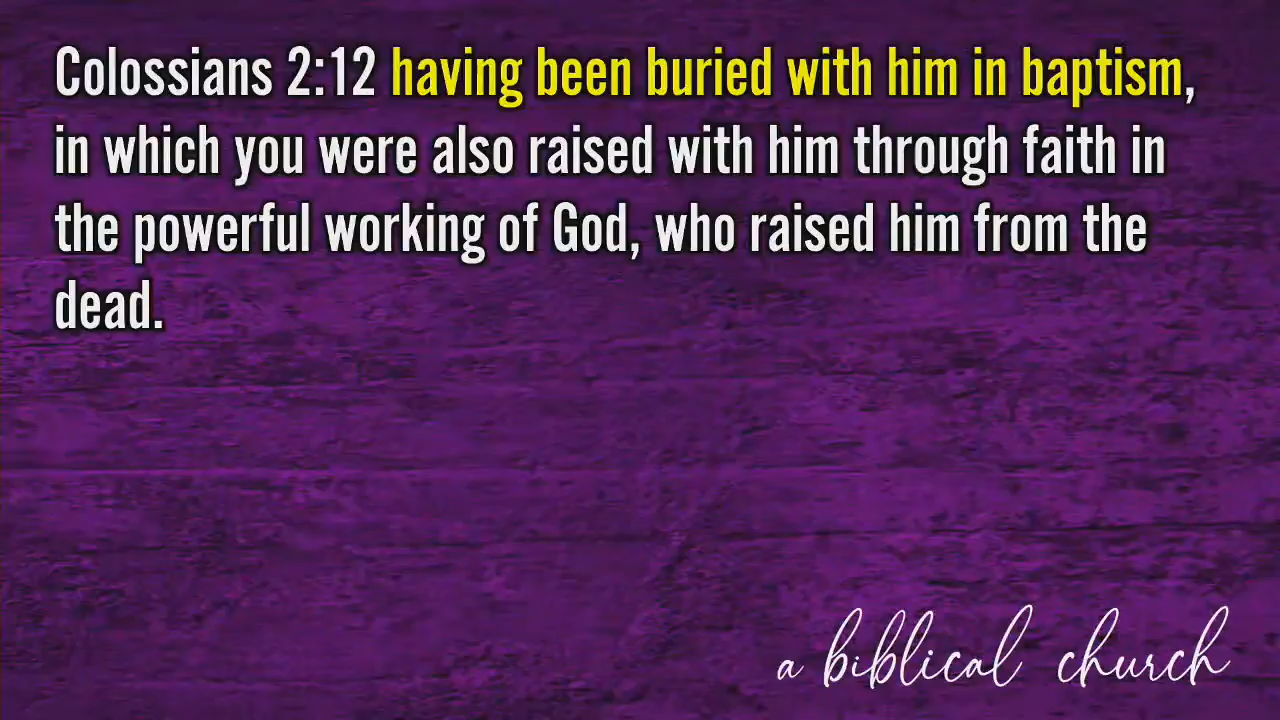 Colossians 2:12 having been buried with him in baptism,
in which you were also raised with him through faith in
the powerful working of God, who raised him from the
dead.
a biblical church